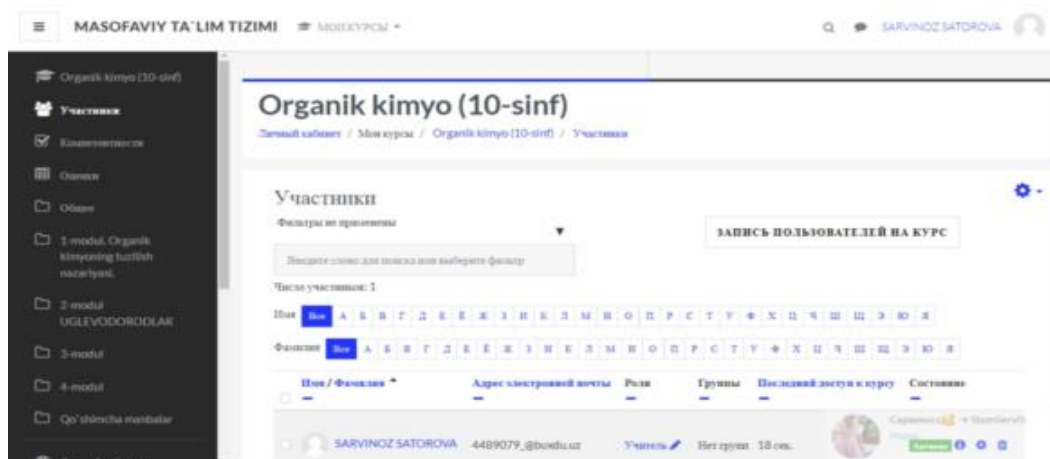 MASOFAVIY TA`LIM TIZIMI МОИ КУРСЫ SARVINOZ SATOROVA
Organik kimyo (10-sinf)
Участники
Компетентности
Оценки
Общее
1-modul. Organik
kimyoning tuzilish
nazariyasi.
2-modul
UGLEVODORODLAR
3-modul
4-modul
Qo`shimcha manbalar
Organik kimyo (10-sinf)
Личный кабинет / Мои курсы / Organik kimyo (10-sinf) / Участники
Участники
Фильтры не применены
ЗАПИСЬ ПОЛЬЗОВАТЕЛЕЙ НА КУРС
Введите слово для поиска или выберите фильтр
Число участников: 1
Имя Все А Б В Г Д Е Ё Ж З И К Л М Н О П Р С Т У Ф Х Ц Ч Ш Щ Э Ю Я
Фамилия Все А Б В Г Д Е Ё Ж З И К Л М Н О П Р С Т У Ф Х Ц Ч Ш Щ Э Ю Я
Имя / Фамилия Адрес электронной почты Роли Группы Последний доступ к курсу Состояние
SARVINOZ SATOROVA 4489079_@buxdu.uz Учитель Нет групп 18 сек.